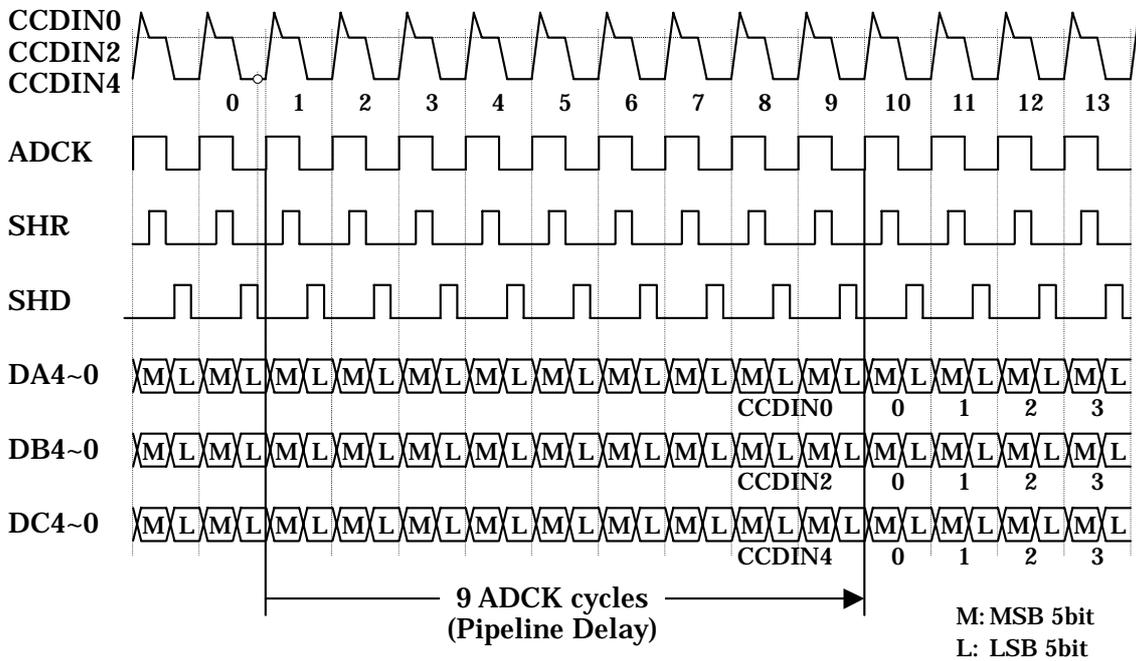 CCDIN0
CCDIN2
CCDIN4
0 1 2 3 4 5 6 7 8 9 10 11 12 13
ADCK
SHR
SHD
DA4~0 M L M L M L M L M L M L M L M L M L M L M L M L M L M L M L
CCDIN0 0 1 2 3
DB4~0 M L M L M L M L M L M L M L M L M L M L M L M L M L M L M L
CCDIN2 0 1 2 3
DC4~0 M L M L M L M L M L M L M L M L M L M L M L M L M L M L M L
CCDIN4 0 1 2 3
9 ADCK cycles
(Pipeline Delay)
M: MSB 5bit
L: LSB 5bit